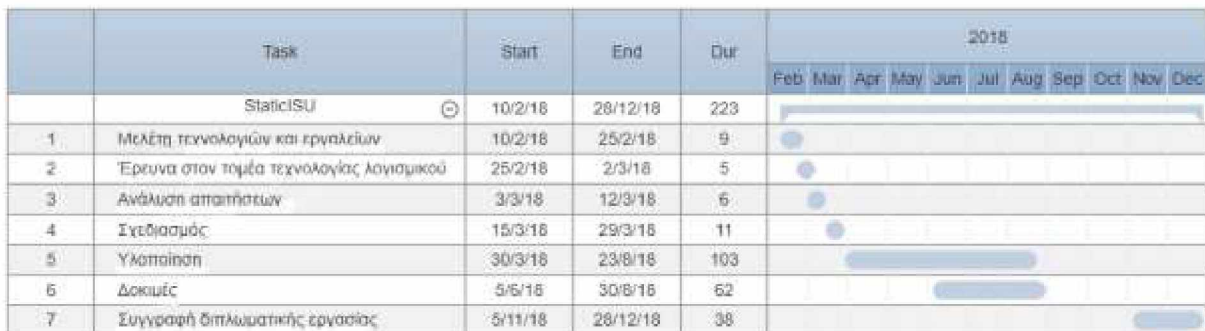 Task Start End Dur 2018
Feb Mar Apr May Jun Jul Aug Sep Oct Nov Dec
StaticISU 10/2/18 28/12/18 223
1 Μελέτη τεχνολογιών και εργαλείων 10/2/18 25/2/18 9
2 Έρευνα στον τομέα τεχνολογίας λογισμικού 25/2/18 2/3/18 5
3 Ανάλυση απαιτήσεων 3/3/18 12/3/18 6
4 Σχεδιασμός 15/3/18 29/3/18 11
5 Υλοποίηση 30/3/18 23/8/18 103
6 Δοκιμές 5/6/18 30/8/18 62
7 Συγγραφή διπλωματικής εργασίας 5/11/18 28/12/18 38